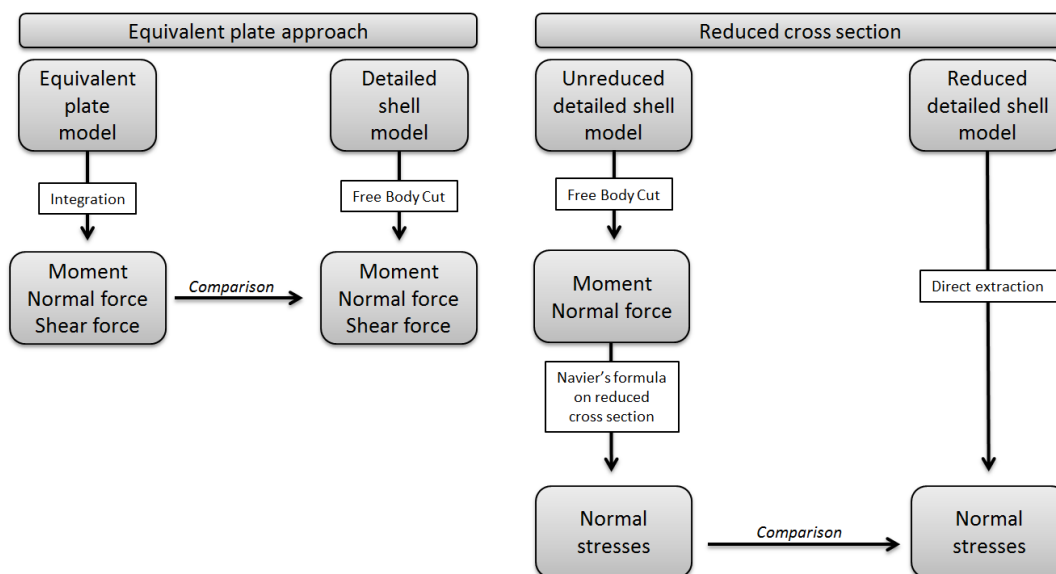 Equivalent plate approach
Equivalent
plate
model
Detailed
shell
model
Integration
Free Body Cut
Moment
Normal force
Shear force
Comparison
Moment
Normal force
Shear force
Reduced cross section
Unreduced
detailed shell
model
Reduced
detailed shell
model
Free Body Cut
Moment
Normal force
Direct extraction
Navier's formula
on reduced
cross section
Normal
stresses
Comparison
Normal
stresses